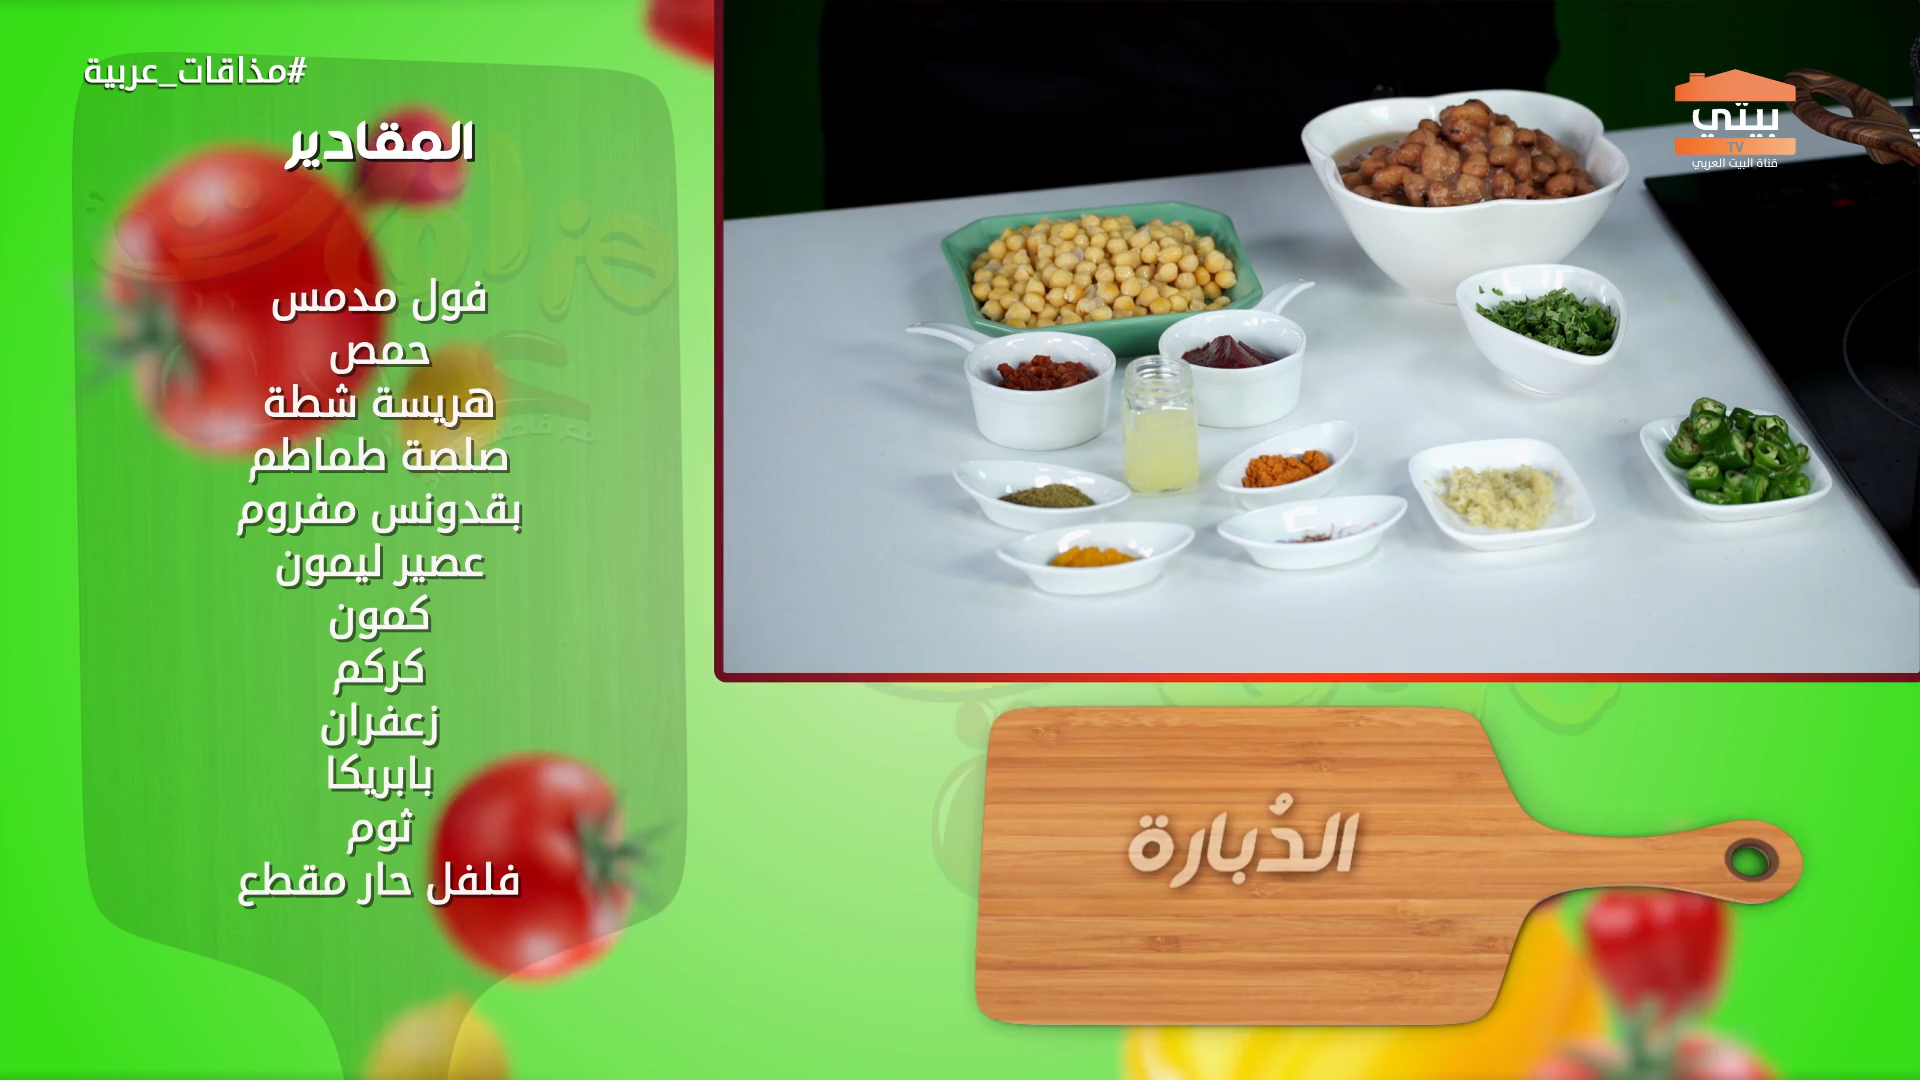 #مذاقات_عربية
المقادير
فول مدمس
حمص
هريسة شطة
صلصة طماطم
بقدونس مفروم
عصير ليمون
كمون
كركم
زعفران
بابريكا
ثوم
فلفل حار مقطع
بيتي
TV
قناة البيت العربي
الدُبارة